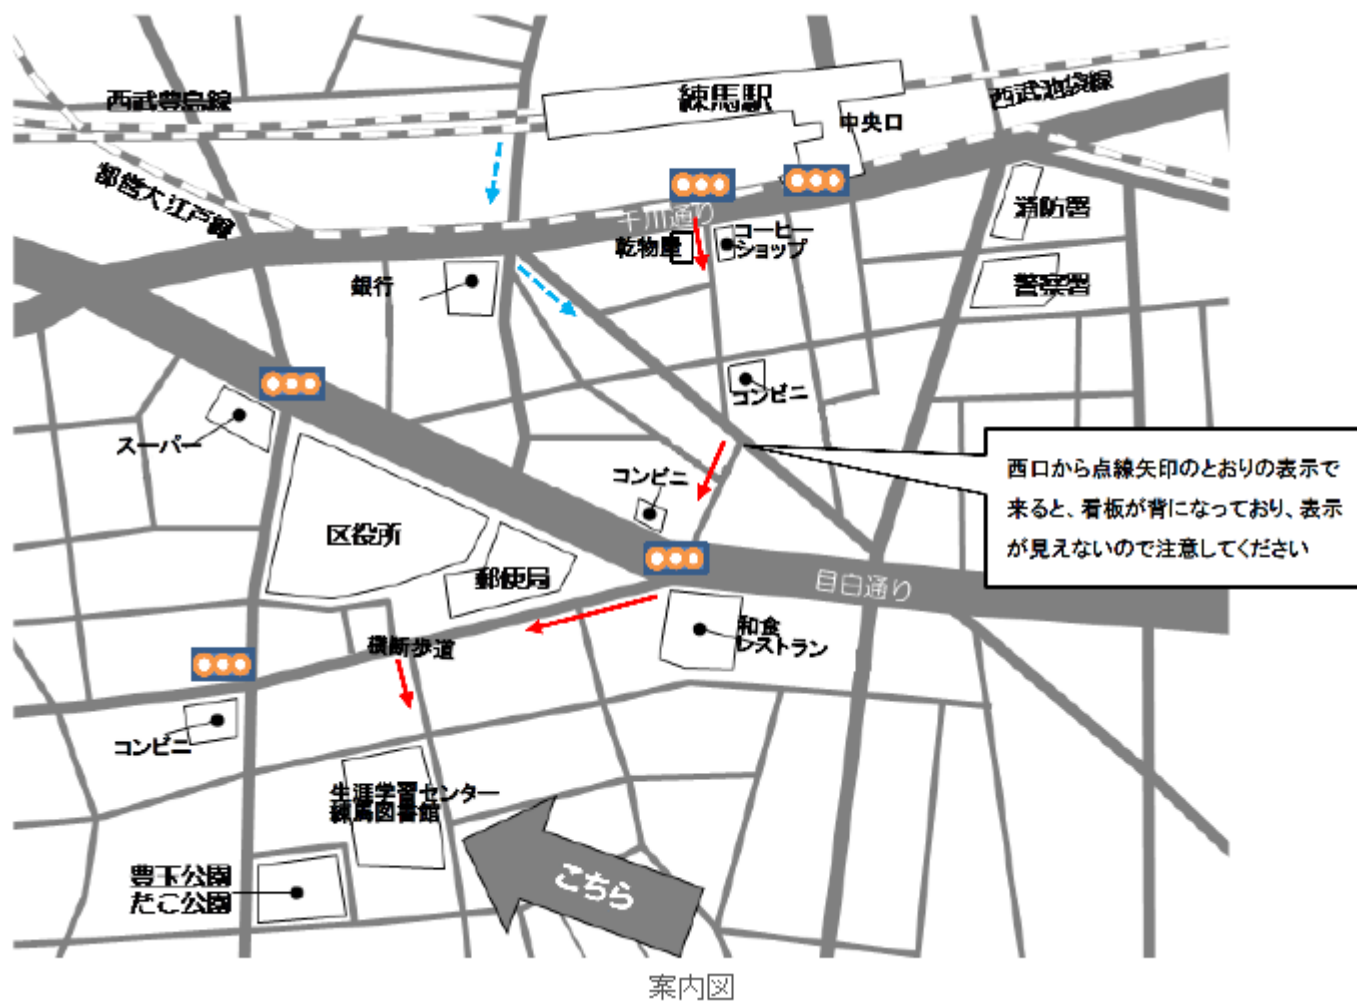 西武豊島線
練馬駅
西武池袋線
中央口
都営大江戸線
千川通り
消防署
乾物屋
コーヒー
ショップ
銀行
警察署
コンビニ
スーパー
コンビニ
西口から点線矢印のとおりの表示で
来ると、看板が背になっており、表示
が見えないので注意してください
区役所
郵便局
目白通り
和食
レストラン
横断歩道
コンビニ
生涯学習センター
練馬図書館
豊玉公園
たこ公園
こちら
案内図